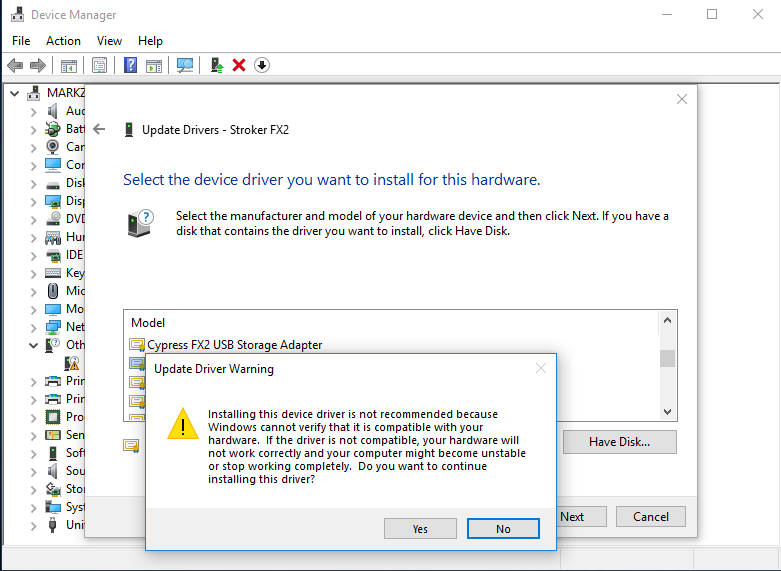 Device Manager
File Action View Help
MARKZ
Aud
Bat
Can
Cor
Disk
Disp
DVD
Hur
IDE
Key
Mic
Mo
Net
Oth
Prin
Prin
Pro
Sen
Soft
Sou
Stor
Syst
Uni
Update Drivers - Stroker FX2
Select the device driver you want to install for this hardware.
Select the manufacturer and model of your hardware device and then click Next. If you have a
disk that contains the driver you want to install, click Have Disk.
Model
Cypress FX2 USB Storage Adapter
Have Disk...
Next
Cancel
Update Driver Warning
Installing this device driver is not recommended because
Windows cannot verify that it is compatible with your
hardware. If the driver is not compatible, your hardware will
not work correctly and your computer might become unstable
or stop working completely. Do you want to continue
installing this driver?
Yes
No